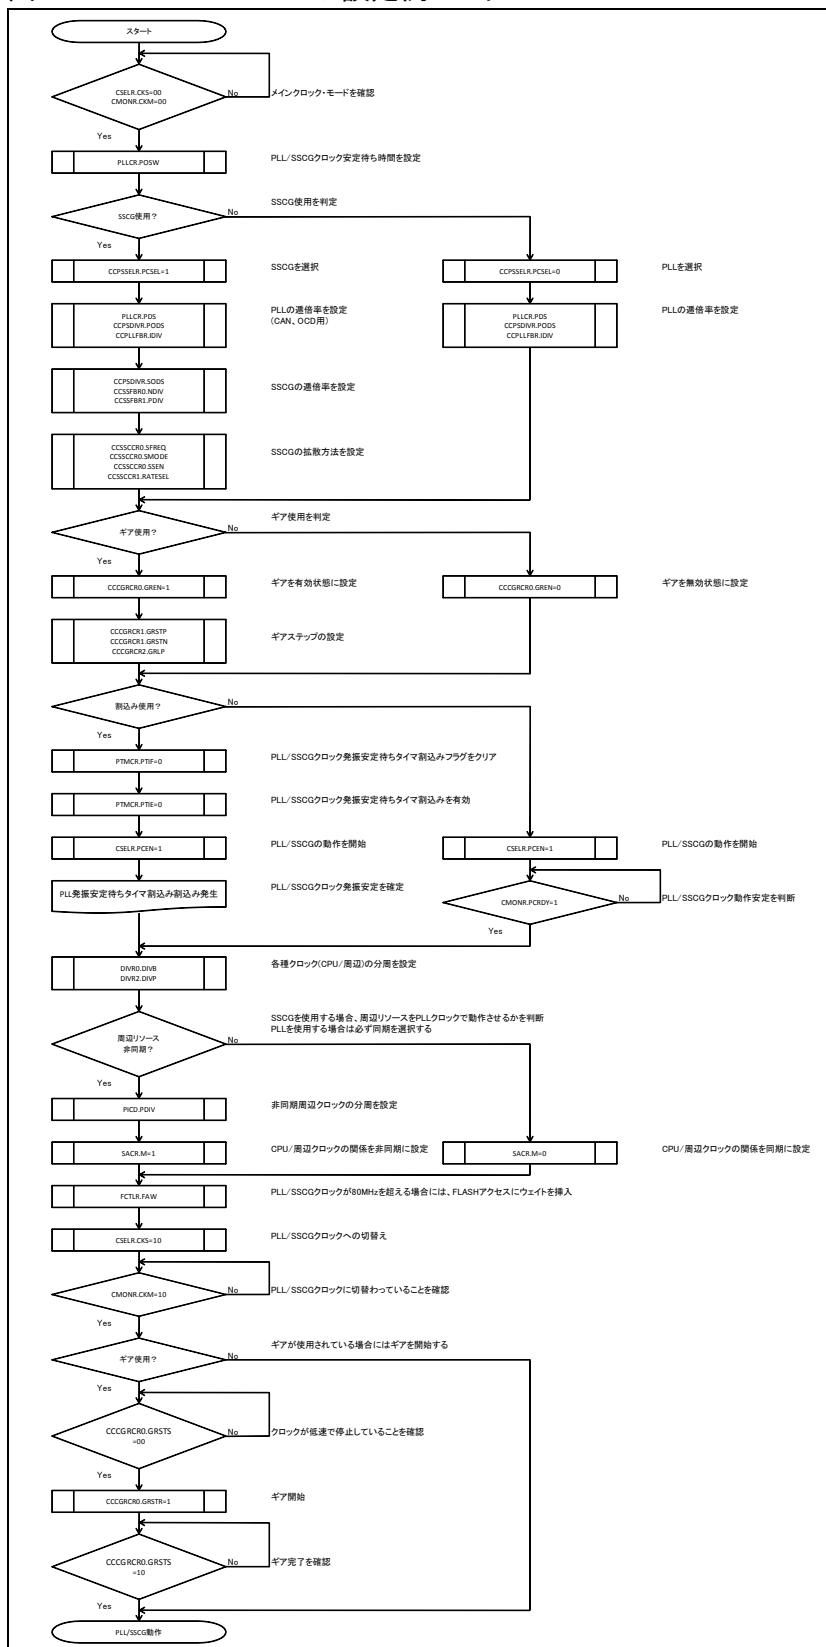 スタート
CSELR.CKS=00
CMONR.CKM=00
No
メインクロック・モードを確認
Yes
PLLCR.POSW
PLL/SSCGクロック安定待ち時間を設定
SSCG使用?
No
SSCG使用を判定
Yes
CCPSSELR.PCSEL=1
SSCGを選択
CCPSSELR.PCSEL=0
PLLを選択
PLLCR.PDS
CCPSDIVR.PODS
CCPLLFBR.IDIV
PLLの逓倍率を設定
(CAN、OCD用)
PLLCR.PDS
CCPSDIVR.PODS
CCPLLFBR.IDIV
PLLの逓倍率を設定
CCPSDIVR.SODS
CCSSFBR0.NDIV
CCSSFBR1.PDIV
SSCGの逓倍率を設定
CCSSCCR0.SFREQ
CCSSCCR0.SMODE
CCSSCCR0.SSEN
CCSSCCR1.RATESEL
SSCGの拡散方法を設定
ギア使用?
No
ギア使用を判定
Yes
CCCGRCR0.GREN=1
ギアを有効状態に設定
CCCGRCR0.GREN=0
ギアを無効状態に設定
CCCGRCR1.GRSTP
CCCGRCR1.GRSTN
CCCGRCR2.GRLP
ギアステップの設定
割込み使用?
No
Yes
PTMCR.PTIF=0
PLL/SSCGクロック発振安定待ちタイマ割込みフラグをクリア
PTMCR.PTIE=0
PLL/SSCGクロック発振安定待ちタイマ割込みを有効
CSELR.PCEN=1
PLL/SSCGの動作を開始
CSELR.PCEN=1
PLL/SSCGの動作を開始
PLL発振安定待ちタイマ割込み割込み発生
PLL/SSCGクロック発振安定を確定
CMONR.PCRDY=1
No
PLL/SSCGクロック動作安定を判断
Yes
DIVR0.DIVB
DIVR2.DIVP
各種クロック(CPU/周辺)の分周を設定
周辺リソース
非同期?
No
SSCGを使用する場合、周辺リソースをPLLクロックで動作させるかを判断
PLLを使用する場合は必ず同期を選択する
Yes
PICD.PDIV
非同期周辺クロックの分周を設定
SACR.M=1
CPU/周辺クロックの関係を非同期に設定
SACR.M=0
CPU/周辺クロックの関係を同期に設定
FCTLR.FAW
PLL/SSCGクロックが80MHzを超える場合には、FLASHアクセスにウェイトを挿入
CSELR.CKS=10
PLL/SSCGクロックへの切替え
CMONR.CKM=10
No
PLL/SSCGクロックに切替わっていることを確認
Yes
ギア使用?
No
ギアが使用されている場合にはギアを開始する
Yes
CCCGRCR0.GRSTS
=00
No
クロックが低速で停止していることを確認
Yes
CCCGRCR0.GRSTR=1
ギア開始
CCCGRCR0.GRSTS
=10
No
ギア完了を確認
Yes
PLL/SSCG動作